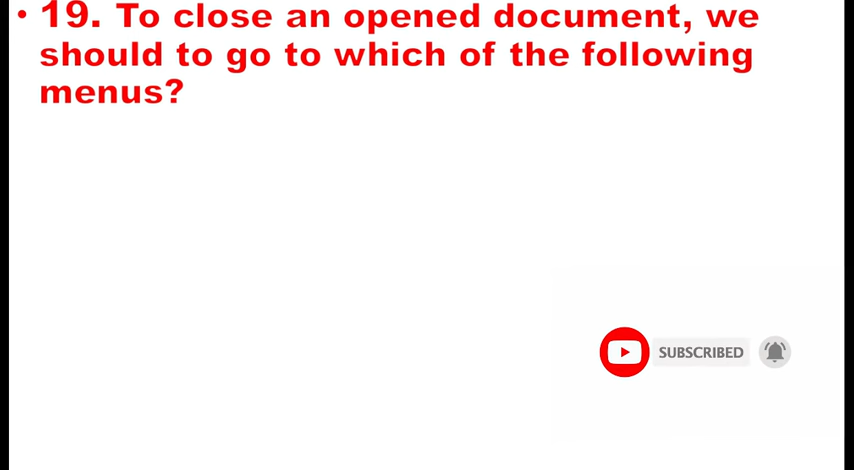 • 19. To close an opened document, we
should to go to which of the following
menus?
SUBSCRIBED